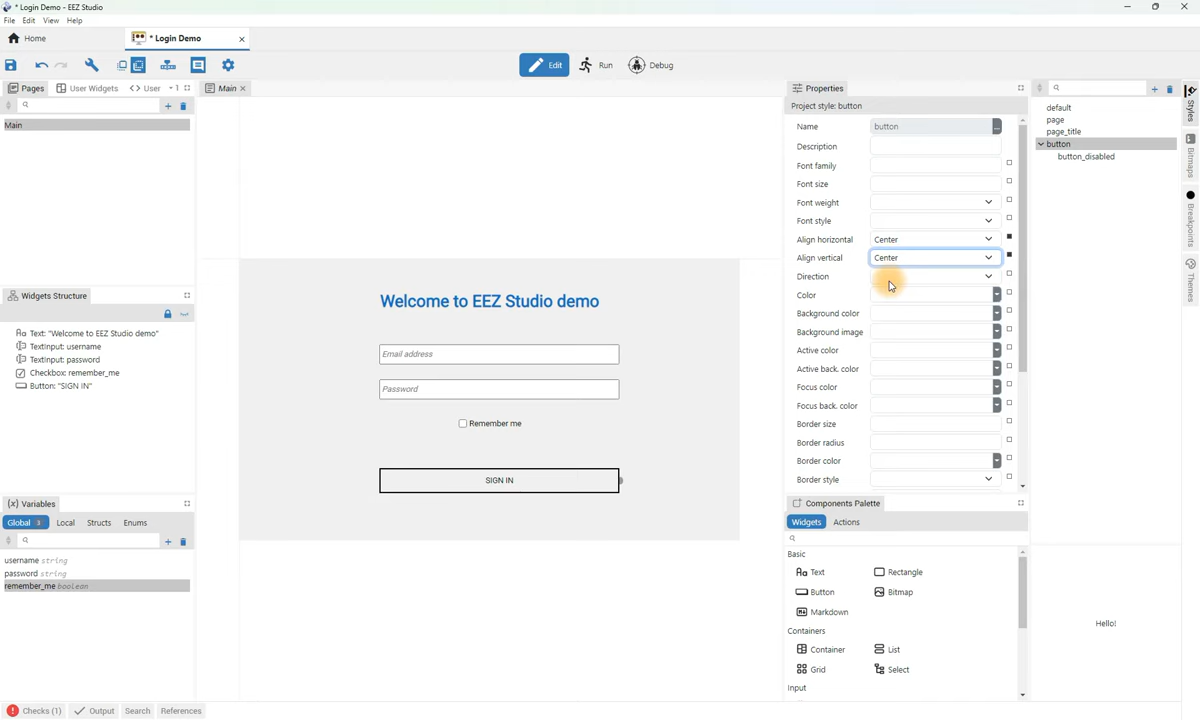 * Login Demo - EEZ Studio
File Edit View Help
Home
* Login Demo
Edit
Run
Debug
Pages
User Widgets
User
1
Main
Main
Widgets Structure
Text: "Welcome to EEZ Studio demo"
TextInput: username
TextInput: password
Checkbox: remember_me
Button: "SIGN IN"
(x) Variables
Global 3
Local
Structs
Enums
username string
password string
remember_me boolean
Checks (1)
Output
Search
References
Welcome to EEZ Studio demo
Email address
Password
Remember me
SIGN IN
Properties
Project style: button
Name button
Description
Font family
Font size
Font weight
Font style
Align horizontal Center
Align vertical Center
Direction
Color
Background color
Background image
Active color
Active back. color
Focus color
Focus back. color
Border size
Border radius
Border color
Border style
Components Palette
Widgets
Actions
Basic
Text
Rectangle
Button
Bitmap
Markdown
Containers
Container
List
Grid
Select
Input
default
page
page_title
button
button_disabled
Hello!
Styles
Bitmaps
Breakpoints
Themes